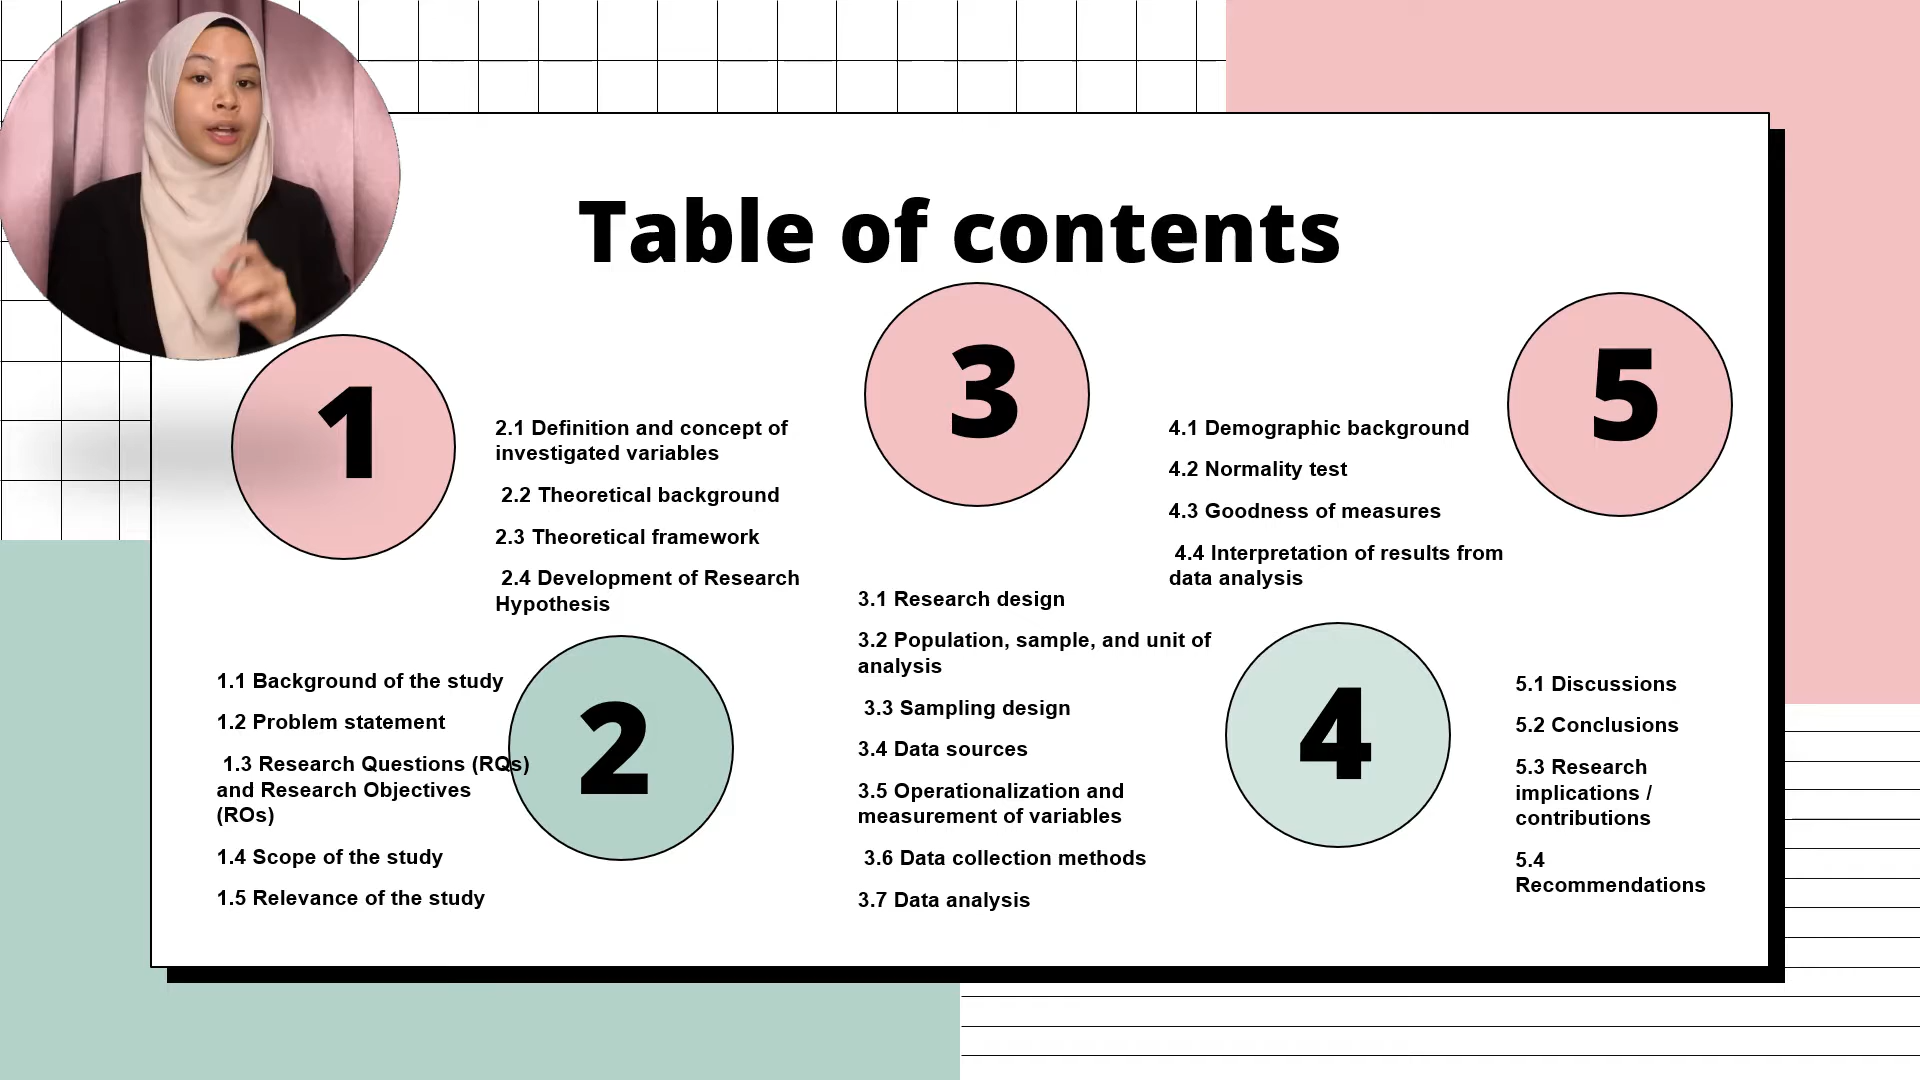 Table of contents
1
1.1 Background of the study
1.2 Problem statement
1.3 Research Questions (RQs)
and Research Objectives
(ROs)
1.4 Scope of the study
1.5 Relevance of the study
2.1 Definition and concept of
investigated variables
2.2 Theoretical background
2.3 Theoretical framework
2.4 Development of Research
Hypothesis
2
3
3.1 Research design
3.2 Population, sample, and unit of
analysis
3.3 Sampling design
3.4 Data sources
3.5 Operationalization and
measurement of variables
3.6 Data collection methods
3.7 Data analysis
4.1 Demographic background
4.2 Normality test
4.3 Goodness of measures
4.4 Interpretation of results from
data analysis
4
5
5.1 Discussions
5.2 Conclusions
5.3 Research
implications /
contributions
5.4
Recommendations